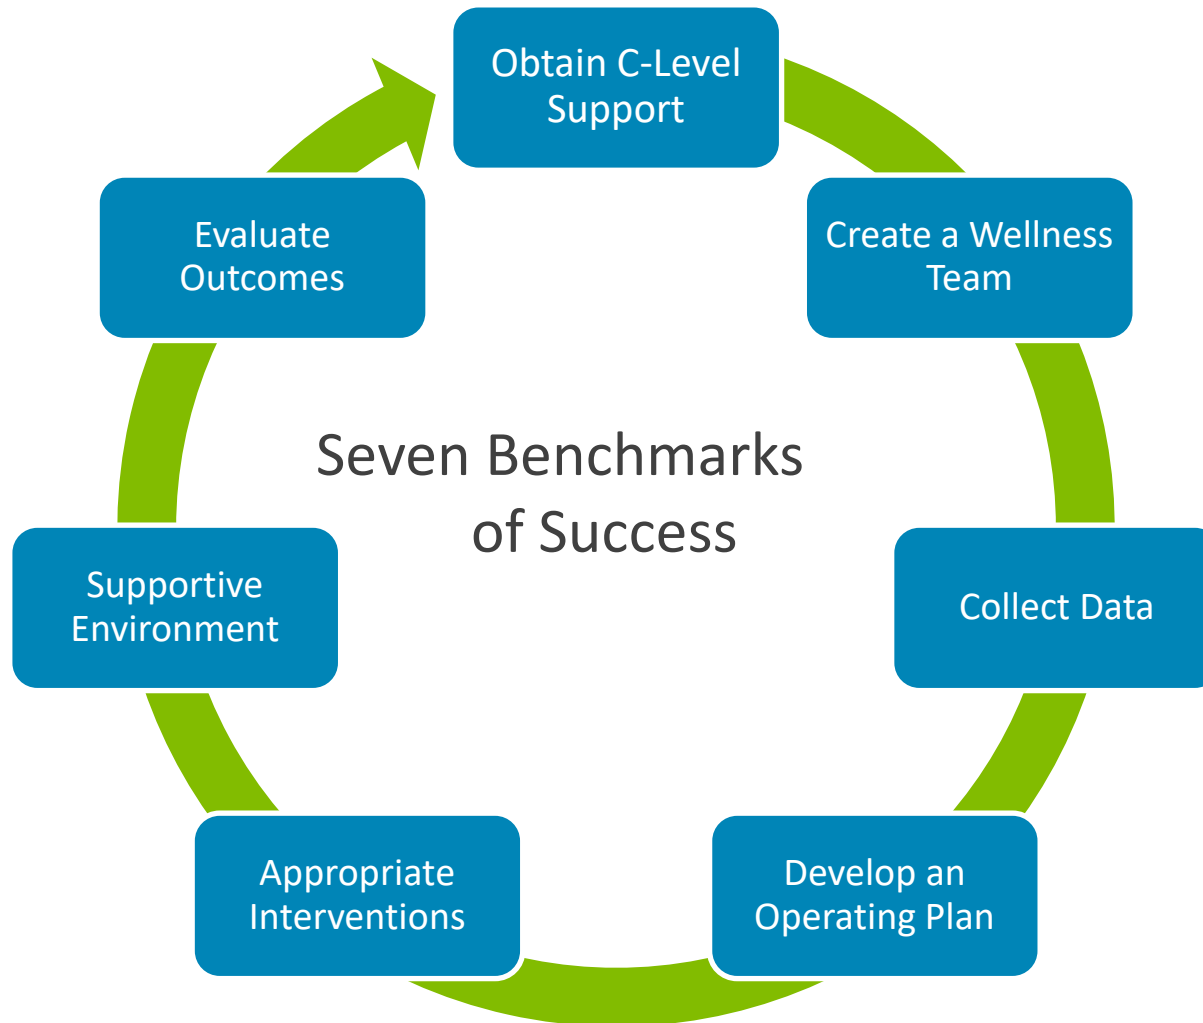 Obtain C-Level
Support
Create a Wellness
Team
Collect Data
Develop an
Operating Plan
Appropriate
Interventions
Supportive
Environment
Evaluate
Outcomes
Seven Benchmarks
of Success